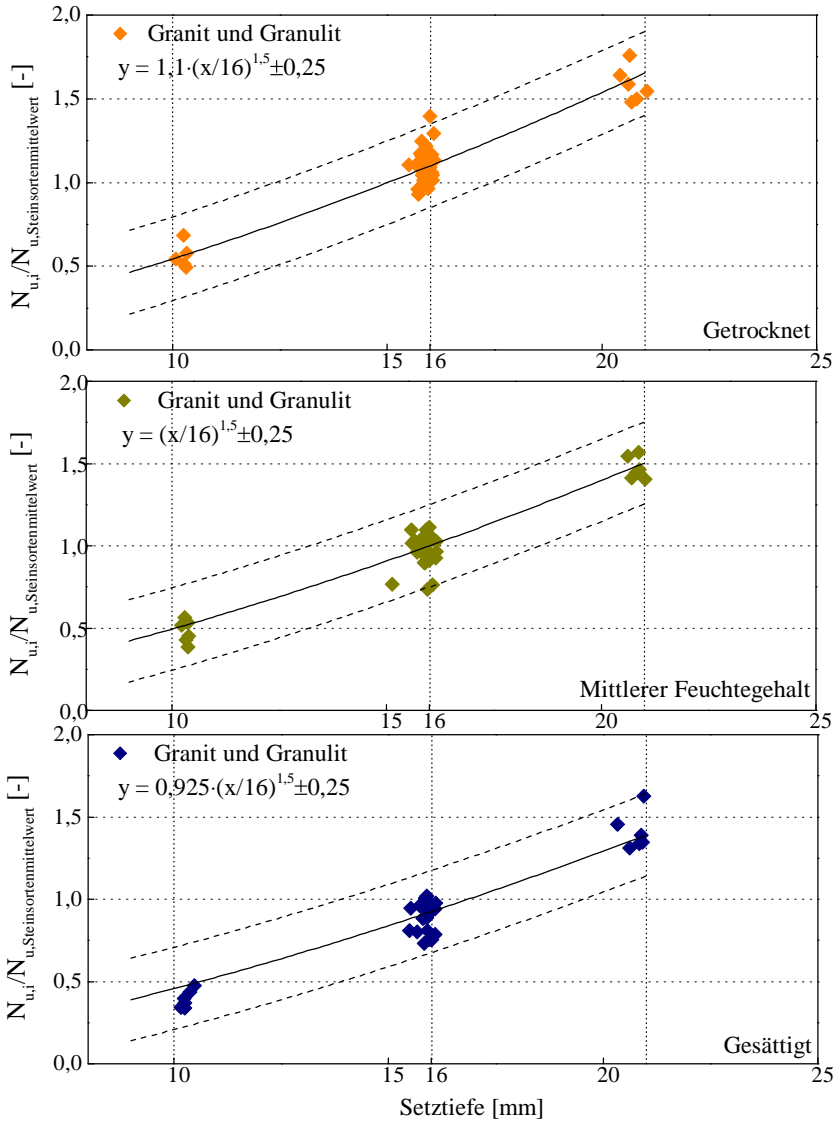 2,0
Granit und Granulit
y = 1,1·(x/16)^1,5±0,25
1,5
1,0
0,5
0,0
N_u,i/N_u,Steinsortenmittelwert [-]
Getrocknet
10 15 16 20 25
2,0
Granit und Granulit
y = (x/16)^1,5±0,25
1,5
1,0
0,5
0,0
N_u,i/N_u,Steinsortenmittelwert [-]
Mittlerer Feuchtegehalt
10 15 16 20 25
2,0
Granit und Granulit
y = 0,925·(x/16)^1,5±0,25
1,5
1,0
0,5
0,0
N_u,i/N_u,Steinsortenmittelwert [-]
Gesättigt
10 15 16 20 25
Setztiefe [mm]